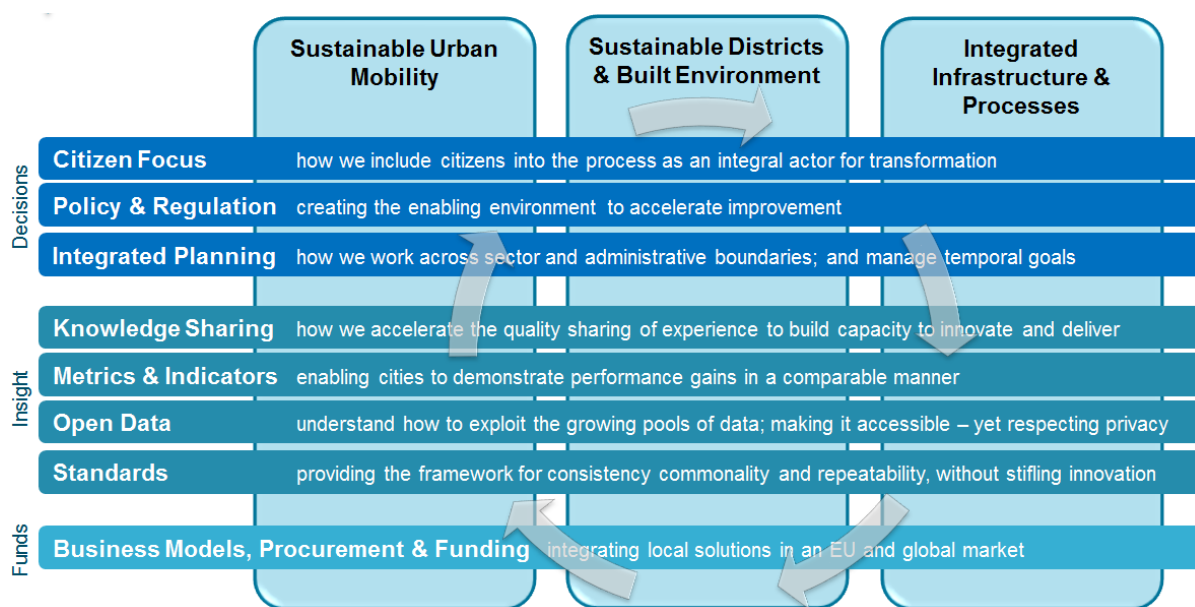 Sustainable Urban
Mobility
Sustainable Districts
& Built Environment
Integrated
Infrastructure &
Processes
Decisions
Citizen Focus how we include citizens into the process as an integral actor for transformation
Policy & Regulation creating the enabling environment to accelerate improvement
Integrated Planning how we work across sector and administrative boundaries; and manage temporal goals
Insight
Knowledge Sharing how we accelerate the quality sharing of experience to build capacity to innovate and deliver
Metrics & Indicators enabling cities to demonstrate performance gains in a comparable manner
Open Data understand how to exploit the growing pools of data; making it accessible – yet respecting privacy
Standards providing the framework for consistency commonality and repeatability, without stifling innovation
Funds
Business Models, Procurement & Funding integrating local solutions in an EU and global market